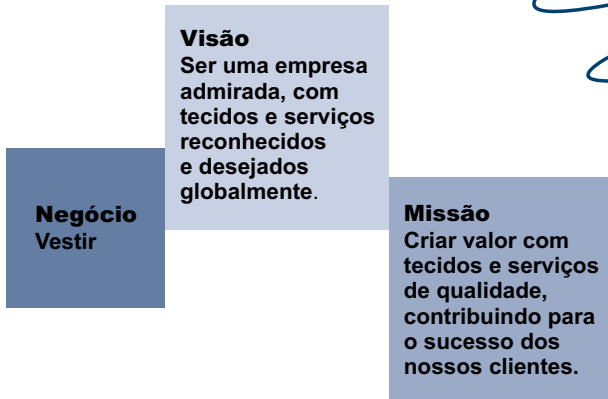 Visão
Ser uma empresa
admirada, com
tecidos e serviços
reconhecidos
e desejados
globalmente.
Negócio
Vestir
Missão
Criar valor com
tecidos e serviços
de qualidade,
contribuindo para
o sucesso dos
nossos clientes.